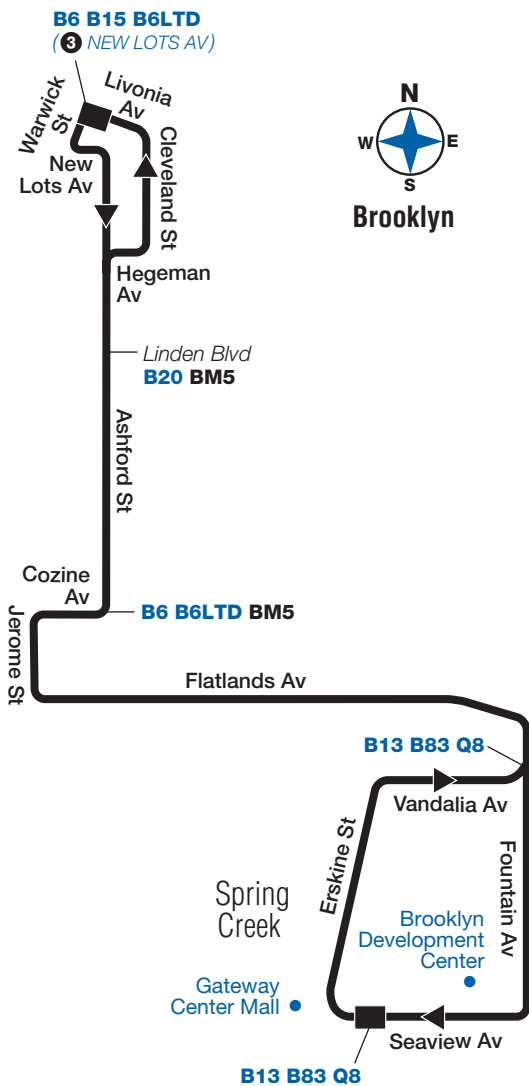 B6 B15 B6LTD
(3 NEW LOTS AV)
Livonia
Av
Warwick
St
New
Lots Av
Cleveland St
Hegeman
Av
N
W
E
S
Brooklyn
Linden Blvd
B20 BM5
Ashford St
Cozine
Av
B6 B6LTD BM5
Jerome St
Flatlands Av
B13 B83 Q8
Vandalia Av
Erskine St
Fountain Av
Spring
Creek
Brooklyn
Development
Center
Gateway
Center Mall
Seaview Av
B13 B83 Q8